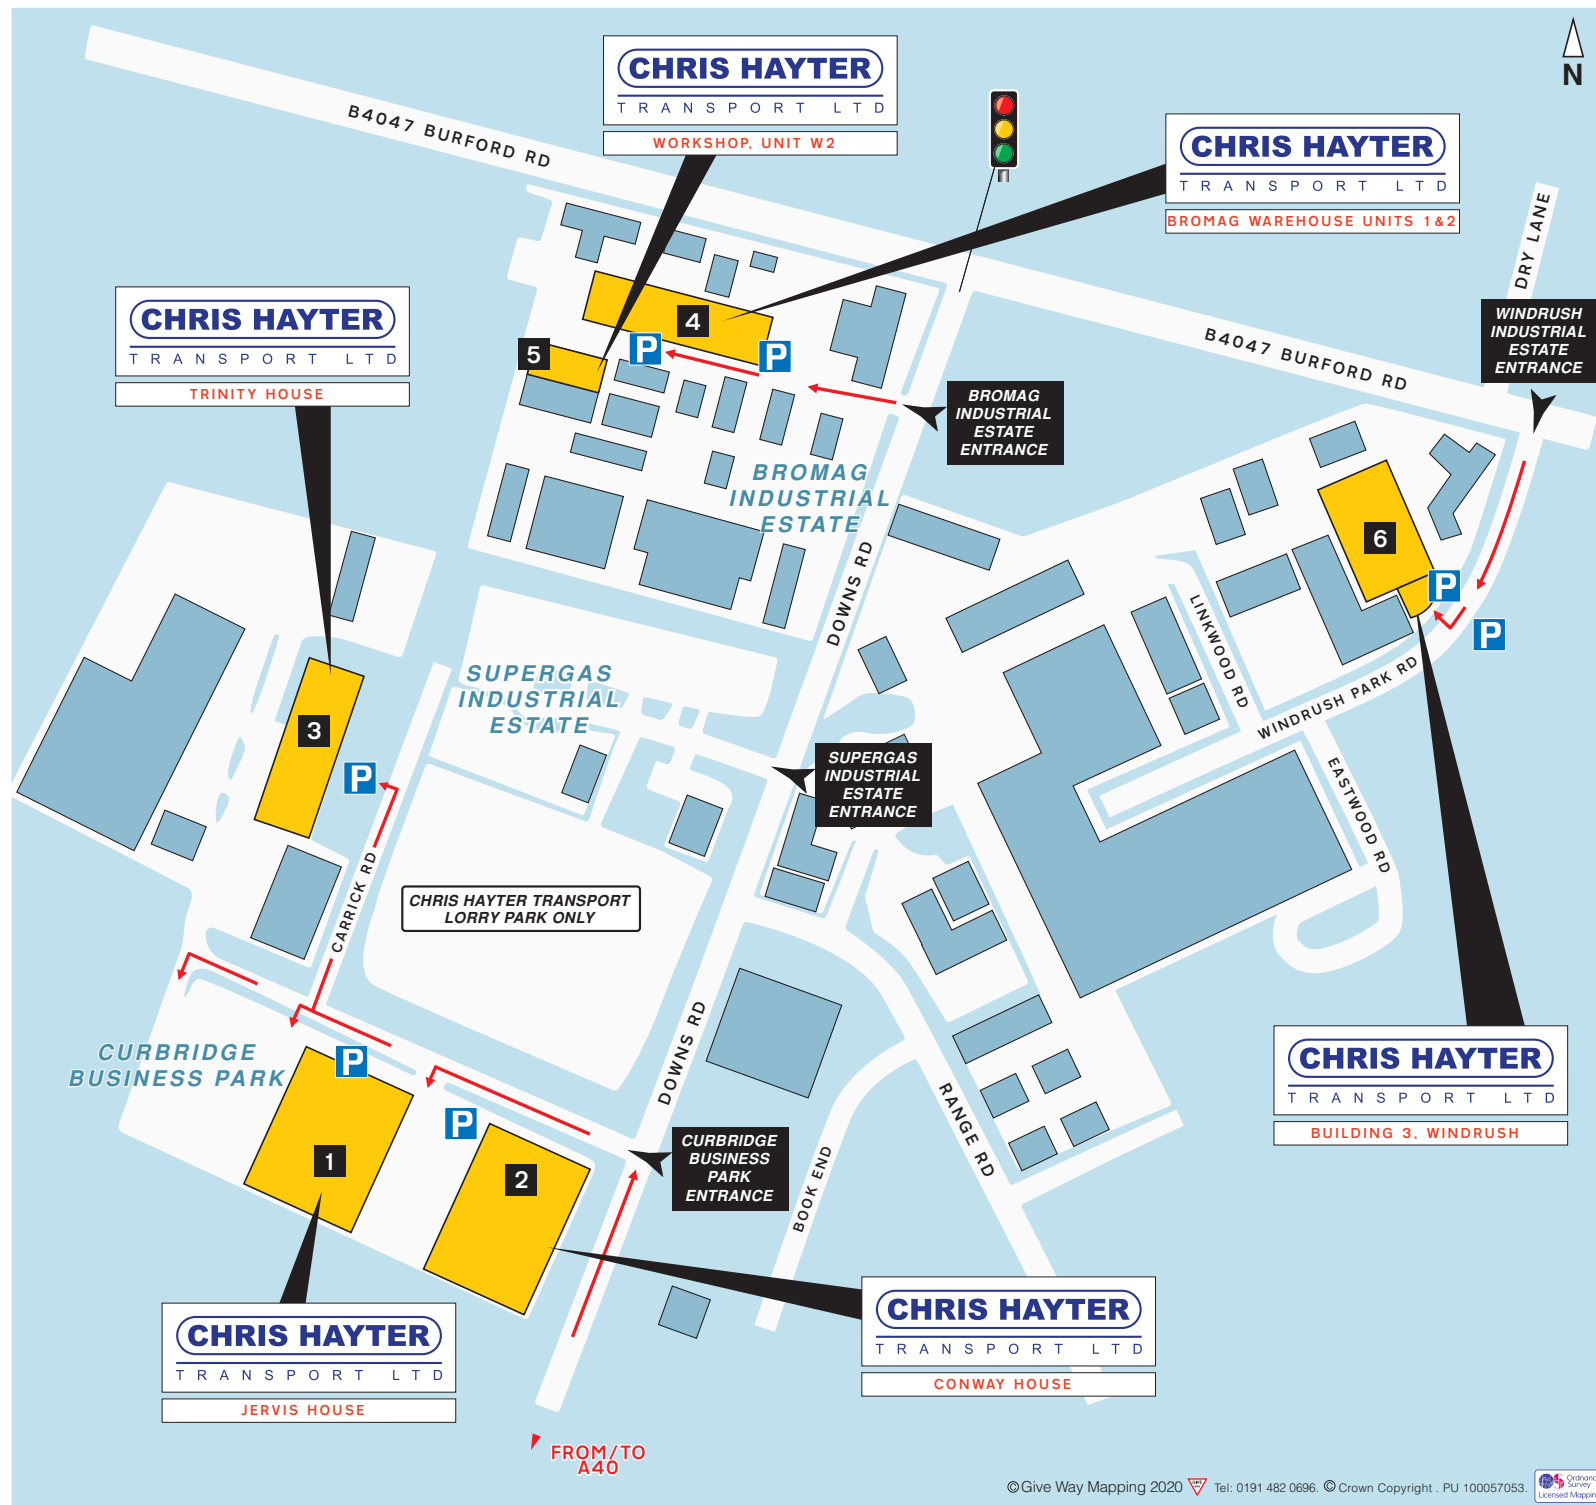 CHRIS HAYTER
TRANSPORT LTD
WORKSHOP, UNIT W2
N
B4047 BURFORD RD
CHRIS HAYTER
TRANSPORT LTD
BROMAG WAREHOUSE UNITS 1&2
DRY LANE
CHRIS HAYTER
TRANSPORT LTD
TRINITY HOUSE
4
5
P
P
B4047 BURFORD RD
WINDRUSH
INDUSTRIAL
ESTATE
ENTRANCE
BROMAG
INDUSTRIAL
ESTATE
ENTRANCE
BROMAG
INDUSTRIAL
ESTATE
6
P
P
DOWNS RD
LINKWOOD RD
WINDRUSH PARK RD
EASTWOOD RD
SUPERGAS
INDUSTRIAL
ESTATE
3
P
SUPERGAS
INDUSTRIAL
ESTATE
ENTRANCE
CARRICK RD
CHRIS HAYTER TRANSPORT
LORRY PARK ONLY
CURBRIDGE
BUSINESS PARK
P
P
1
2
DOWNS RD
CURBRIDGE
BUSINESS
PARK
ENTRANCE
BOOK END
RANGE RD
CHRIS HAYTER
TRANSPORT LTD
BUILDING 3, WINDRUSH
CHRIS HAYTER
TRANSPORT LTD
CONWAY HOUSE
CHRIS HAYTER
TRANSPORT LTD
JERVIS HOUSE
FROM/TO
A40
©Give Way Mapping 2020 Tel: 0191 482 0696. © Crown Copyright . PU 100057053.
Survey
Licensed